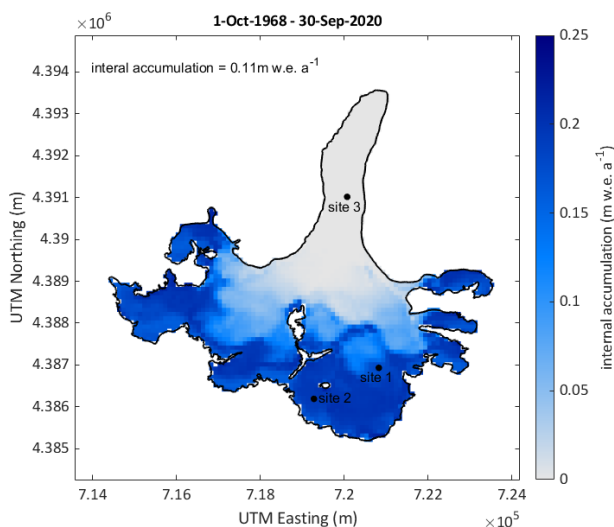 1-Oct-1968 - 30-Sep-2020
×10⁶
interal accumulation = 0.11m w.e. a⁻¹
4.394
4.393
4.392
4.391
4.39
4.389
4.388
4.387
4.386
4.385
UTM Northing (m)
site 3
site 1
site 2
7.14 7.16 7.18 7.2 7.22 7.24
UTM Easting (m)
×10⁵
0.25
0.2
0.15
0.1
0.05
0
internal accumulation (m w.e. a⁻¹)